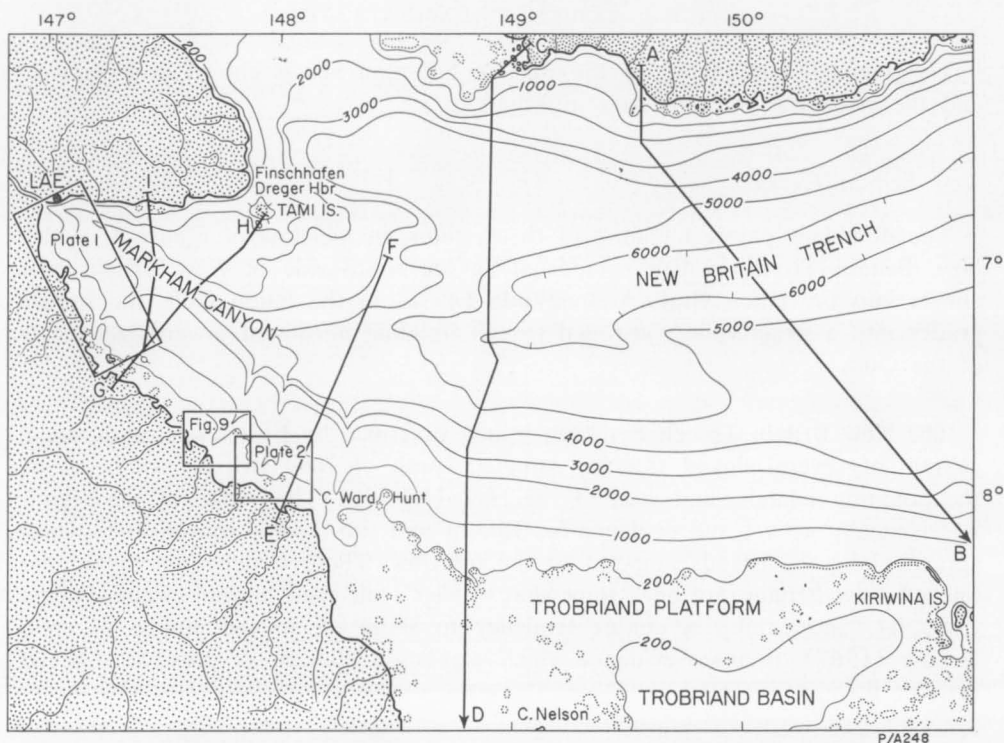 147°
148°
149°
150°
200
2000
3000
C
A
1000
4000
5000
LAE
I
Finschhafen
Dreger Hbr
TAMI IS.
H
F
Plate 1
MARKHAM CANYON
6000
NEW BRITAIN TRENCH
6000
5000
7°
G
Fig. 9
Plate 2
4000
3000
2000
1000
C. Ward Hunt
8°
E
B
200
TROBRIAND PLATFORM
KIRIWINA IS.
200
TROBRIAND BASIN
D
C. Nelson
P/A248